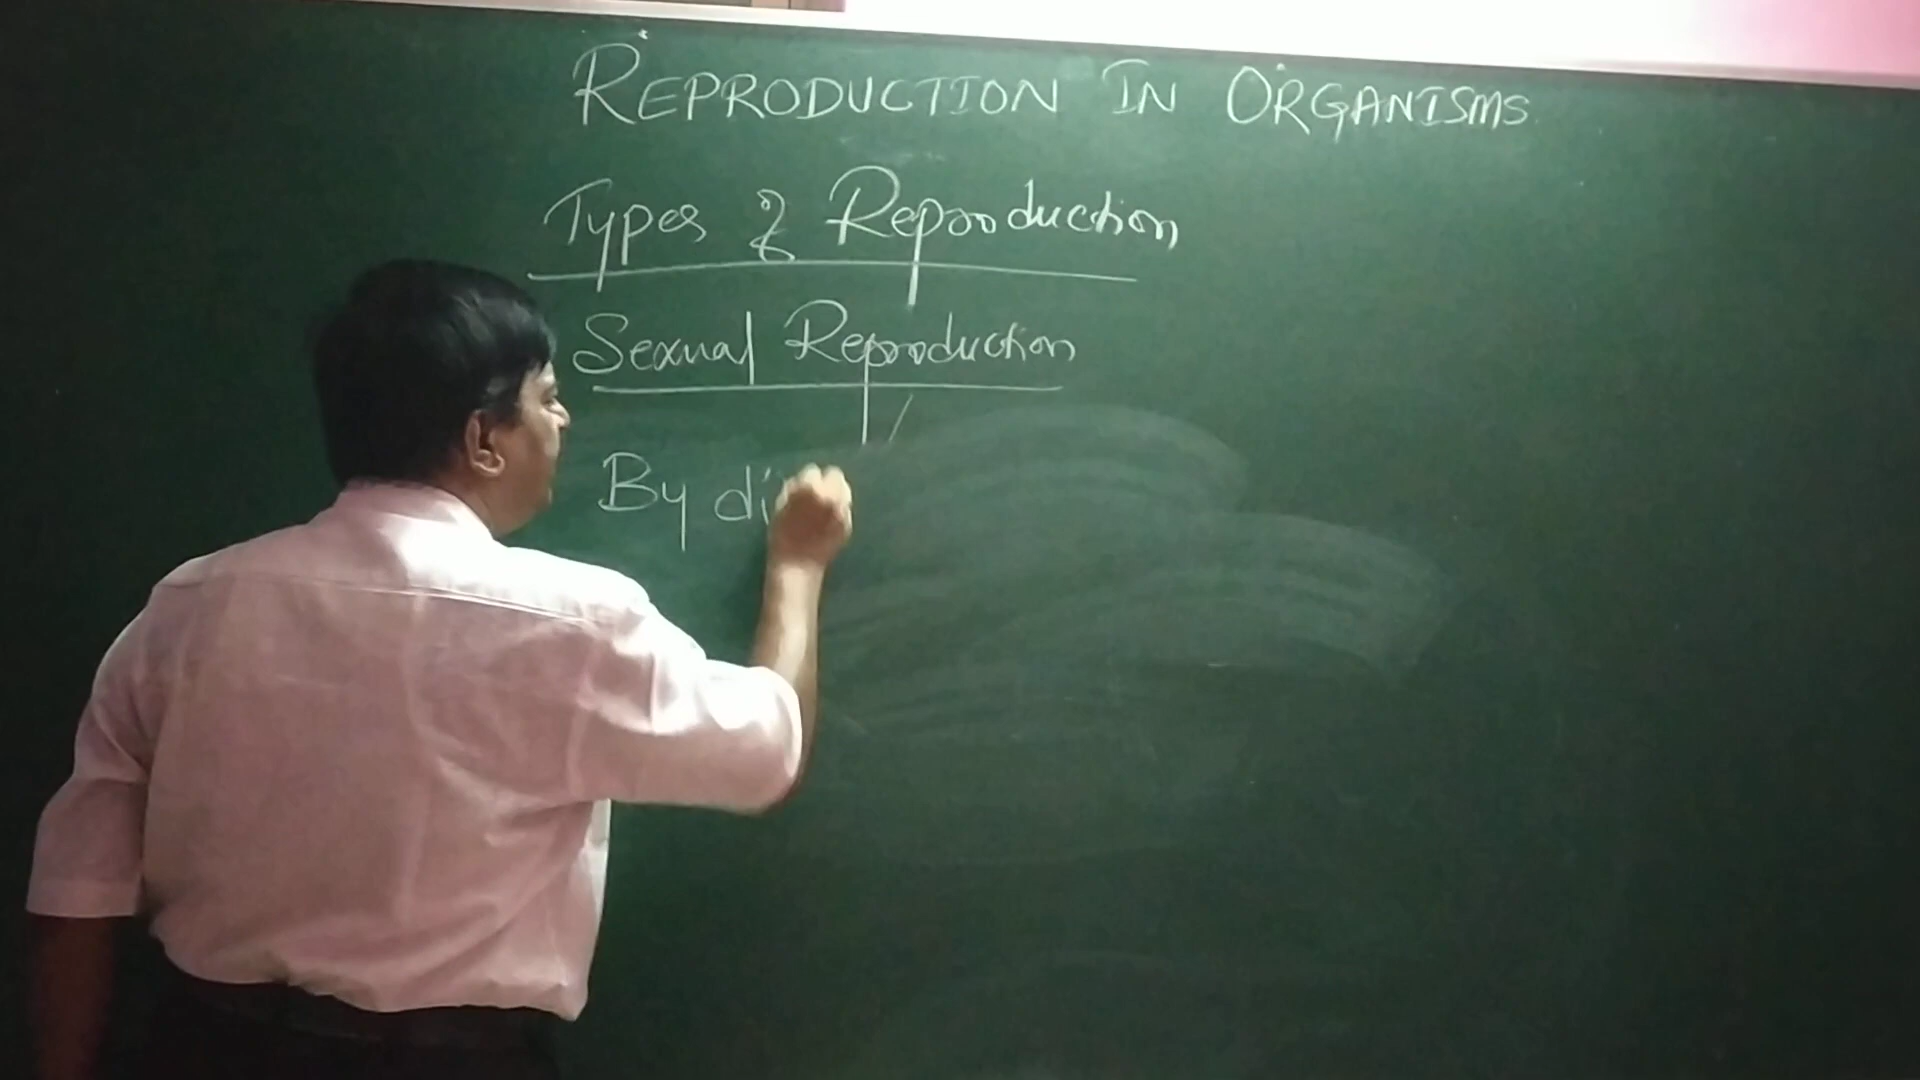 REPRODUCTION IN ORGANISMS
Types of Reproduction
Sexual Reproduction
By di